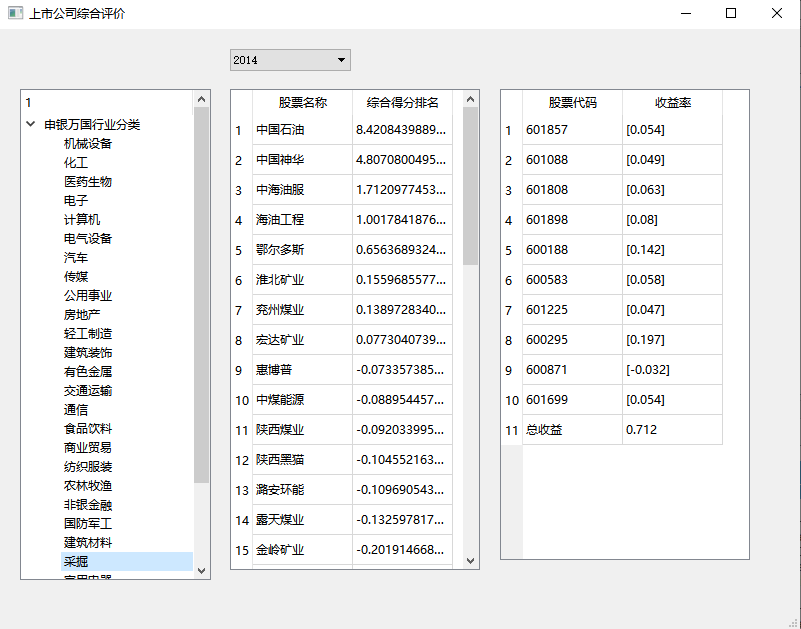 上市公司综合评价
2014
1
申银万国行业分类
机械设备
化工
医药生物
电子
计算机
电气设备
汽车
传媒
公用事业
房地产
轻工制造
建筑装饰
有色金属
交通运输
通信
食品饮料
商业贸易
纺织服装
农林牧渔
非银金融
国防军工
建筑材料
采掘
股票名称 综合得分排名
1 中国石油 8.4208439889...
2 中国神华 4.8070800495...
3 中海油服 1.7120977453...
4 海油工程 1.0017841876...
5 鄂尔多斯 0.6563689324...
6 淮北矿业 0.1559685577...
7 兖州煤业 0.1389728340...
8 宏达矿业 0.0773040739...
9 惠博普 -0.073357385...
10 中煤能源 -0.088954457...
11 陕西煤业 -0.092033995...
12 陕西黑猫 -0.104552163...
13 潞安环能 -0.109690543...
14 露天煤业 -0.132597817...
15 金岭矿业 -0.201914668...
股票代码 收益率
1 601857 [0.054]
2 601088 [0.049]
3 601808 [0.063]
4 601898 [0.08]
5 600188 [0.142]
6 600583 [0.058]
7 601225 [0.047]
8 600295 [0.197]
9 600871 [-0.032]
10 601699 [0.054]
11 总收益 0.712